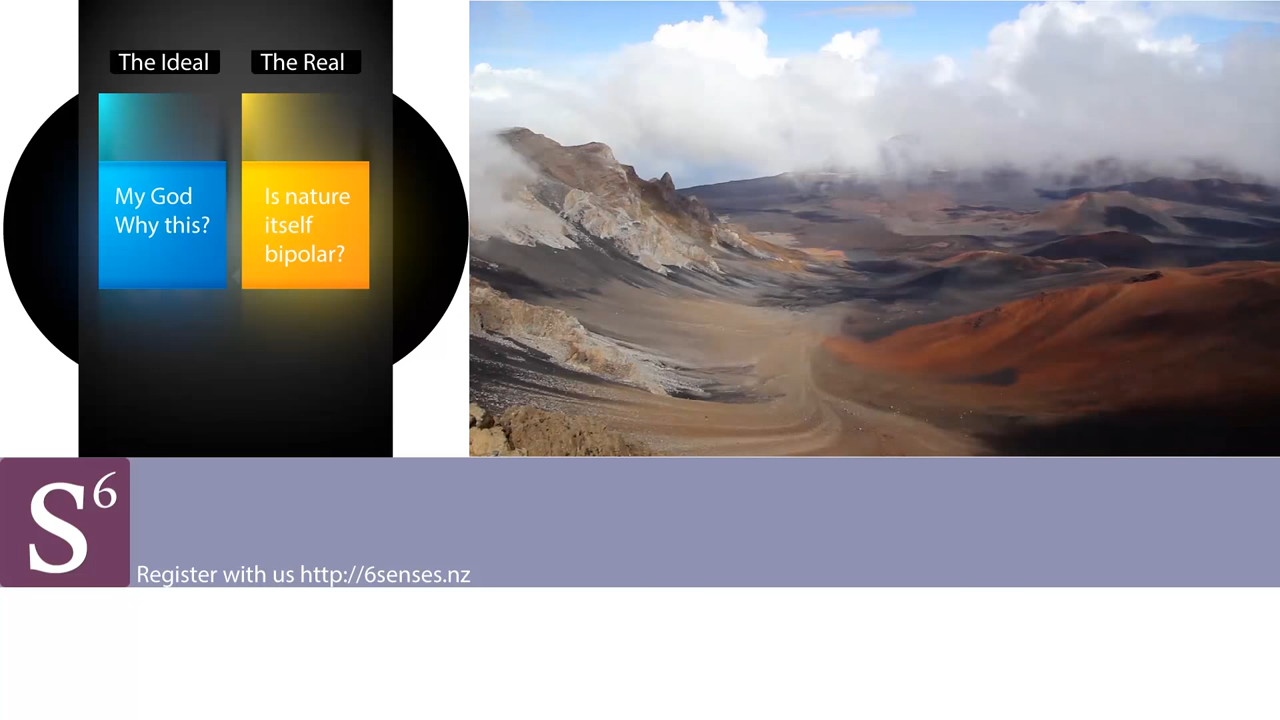 The Ideal
The Real
My God
Why this?
Is nature
itself
bipolar?
S6
Register with us http://6senses.nz